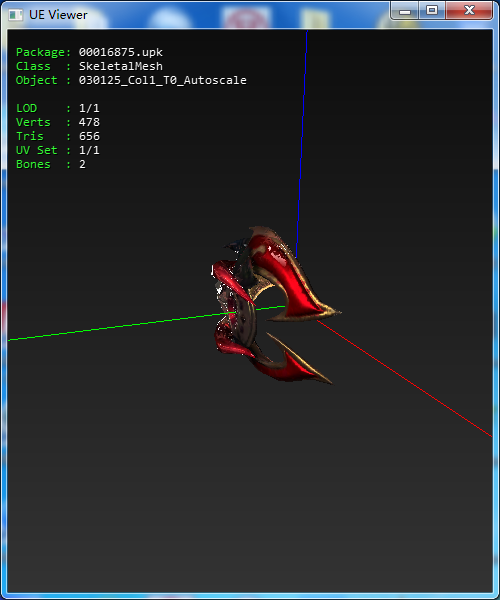 UE Viewer
Package: 00016875.upk
Class  : SkeletalMesh
Object : 030125_Col1_T0_Autoscale
LOD    : 1/1
Verts  : 478
Tris   : 656
UV Set : 1/1
Bones  : 2